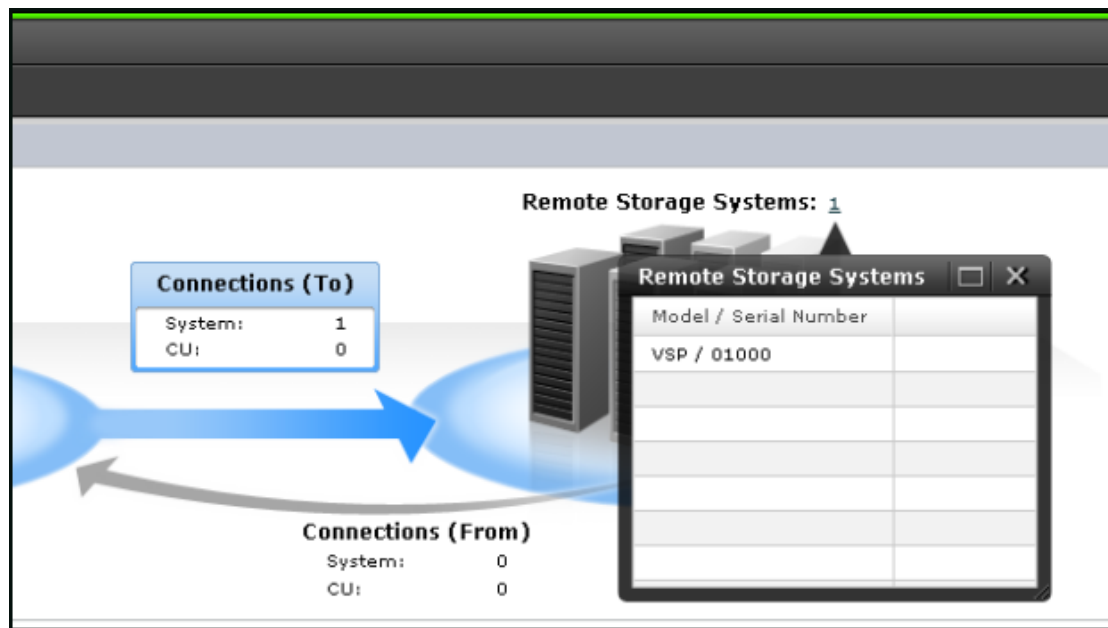 Remote Storage Systems: 1
Connections (To)
System: 1
CU: 0
Remote Storage Systems
Model / Serial Number
VSP / 01000
Connections (From)
System: 0
CU: 0